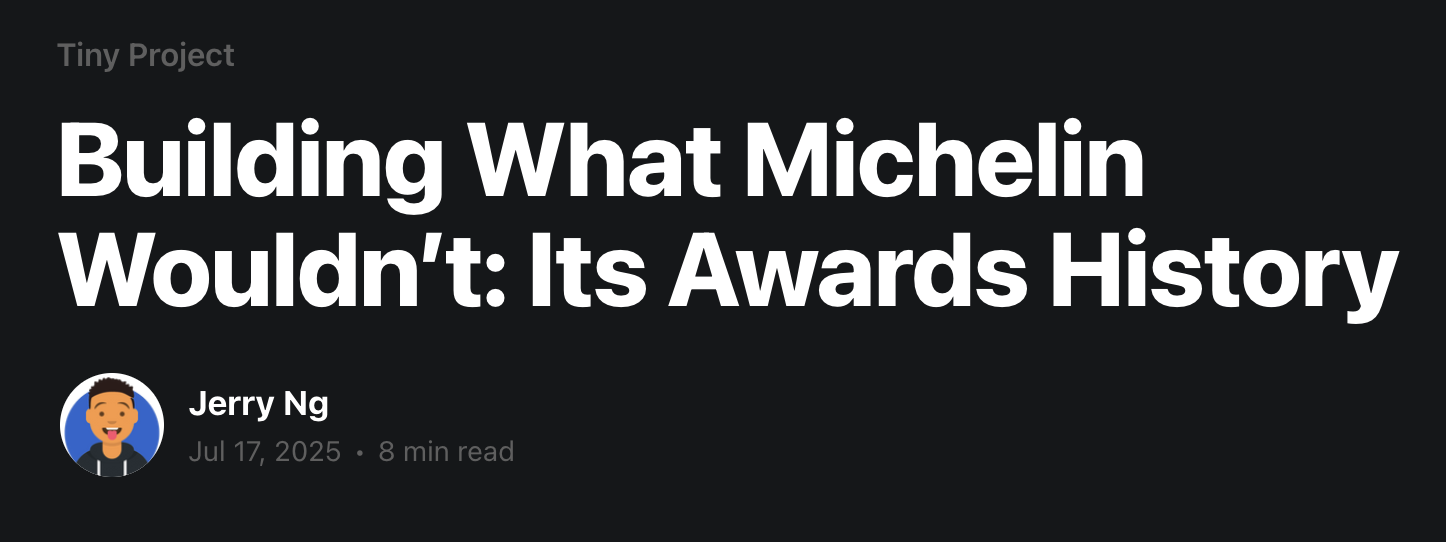 Tiny Project
Building What Michelin
Wouldn’t: Its Awards History
Jerry Ng
Jul 17, 2025 • 8 min read